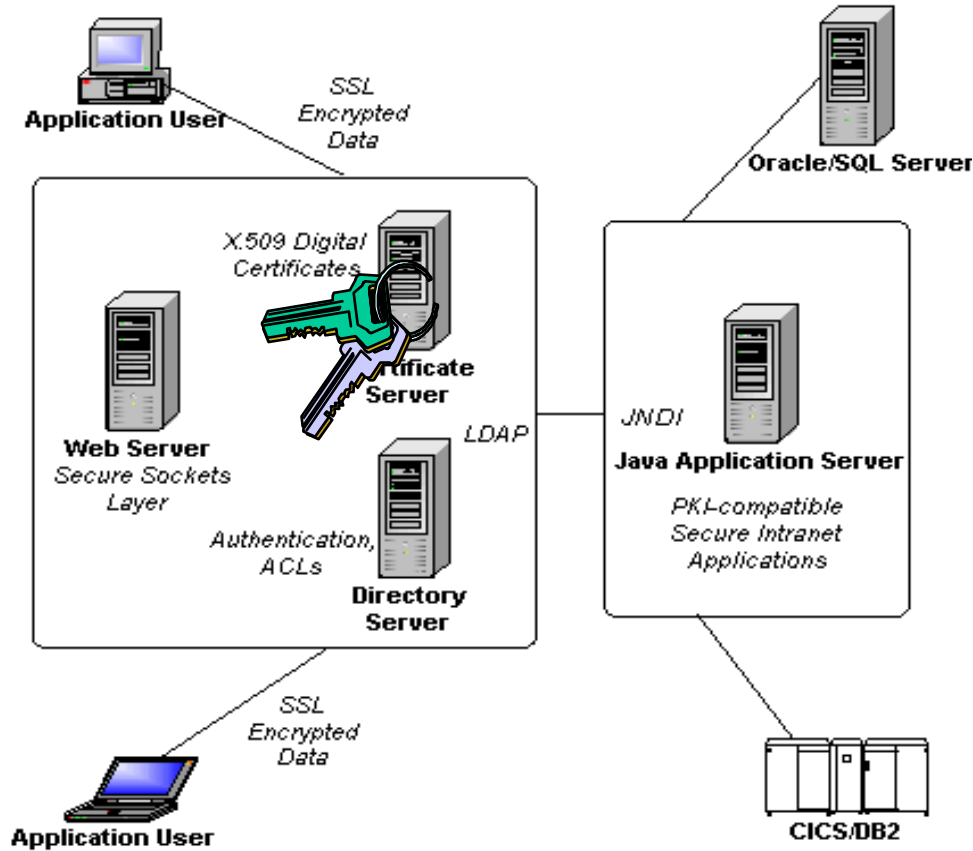 Application User
SSL
Encrypted
Data
Oracle/SQL Server
X.509 Digital
Certificates
Server
Web Server
Secure Sockets
Layer
LDAP
JNDI
Java Application Server
PKI-compatible
Secure Intranet
Applications
Authentication,
ACLs
Directory
Server
SSL
Encrypted
Data
Application User
CICS/DB2